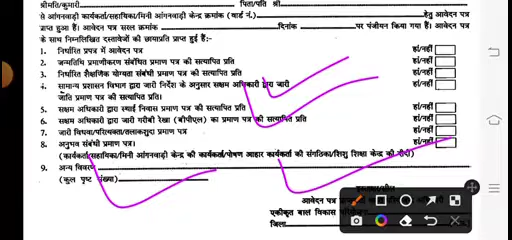 श्रीमति/कुमारी ......................... पिता/पति श्री .........................
से आंगनवाड़ी कार्यकर्ता/सहायिका/मिनी आंगनवाड़ी केन्द्र क्रमांक (वार्ड नं.) ......................... हेतु आवेदन पत्र
प्राप्त हुआ हैं। आवेदन पत्र सरल क्रमांक ......................... दिनांक ............ पर पंजीयन किया गया हैं। आवेदन पत्र
के साथ निम्नलिखित दस्तावेजों की छायाप्रति प्राप्त हुई हैं:-
1. निर्धारित प्रपत्र में आवेदन पत्र हां/नहीं
2. जन्मतिथि प्रमाणीकरण संबंधित प्रमाण पत्र की सत्यापित प्रति हां/नहीं
3. निर्धारित शैक्षणिक योग्यता संबंधी प्रमाण पत्र की सत्यापित प्रति हां/नहीं
4. सामान्य प्रशासन विभाग द्वारा जारी निर्देश के अनुसार सक्षम अधिकारी द्वारा जारी हां/नहीं
जाति प्रमाण पत्र की सत्यापित प्रति।
5. सक्षम अधिकारी द्वारा स्थाई निवास प्रमाण पत्र की सत्यापित प्रति हां/नहीं
6. सक्षम अधिकारी द्वारा जारी गरीबी रेखा (बीपीएल) का प्रमाण पत्र की सत्यापित प्रति हां/नहीं
7. जारी विधवा/परित्यक्ता/तलाकशुदा प्रमाण पत्र हां/नहीं
8. अनुभव संबंधी प्रमाण पत्र। हां/नहीं
(कार्यकर्ता/सहायिका/मिनी आंगनवाड़ी केन्द्र की कार्यकर्ता/पोषण आहार कार्यकर्ता की संगठिका/शिशु शिक्षा केन्द्र की दीदी)
9. अन्य विवरण
(कुल पृष्ट संख्या)
आवेदन पत्र
एकीकृत बाल विकास
जिला